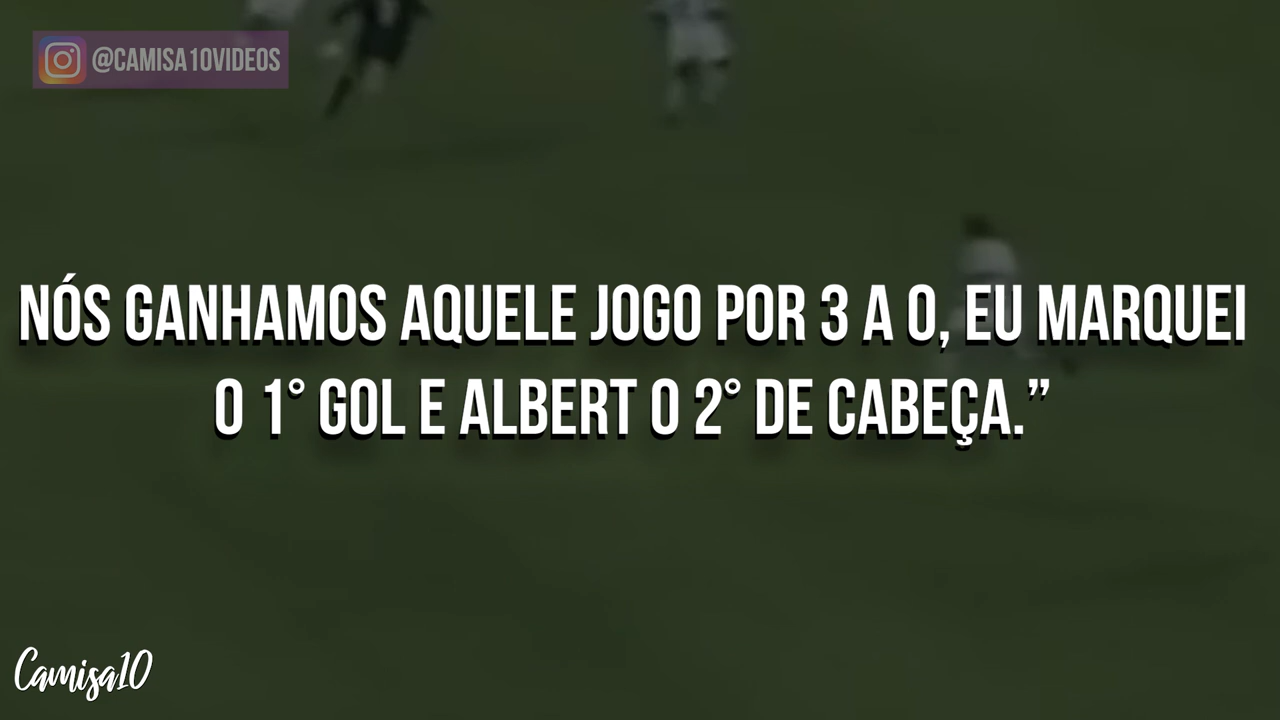 @CAMISA10VIDEOS
NÓS GANHAMOS AQUELE JOGO POR 3 A 0, EU MARQUEI
O 1° GOL E ALBERT O 2° DE CABEÇA.”
Camisa10